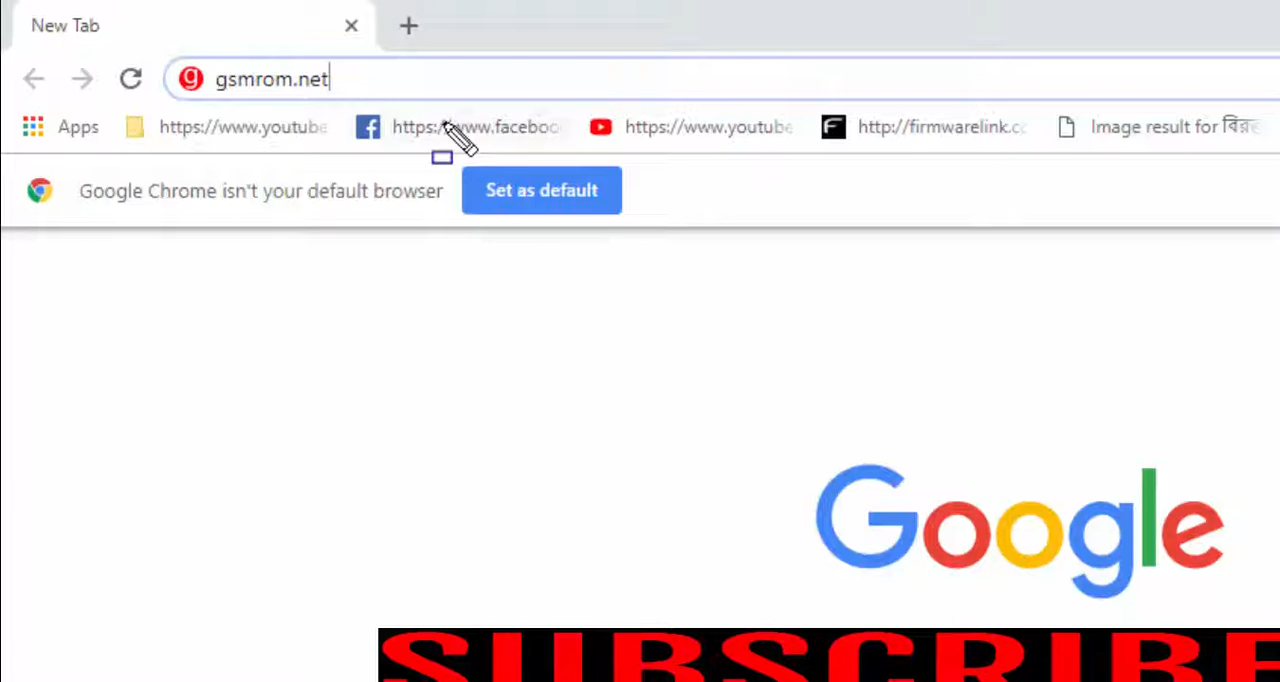 New Tab
gsmrom.net
Apps https://www.youtube https://www.faceboo https://www.youtube http://firmwarelink.co Image result for
Google Chrome isn't your default browser Set as default
Google
SUBSCRIBE